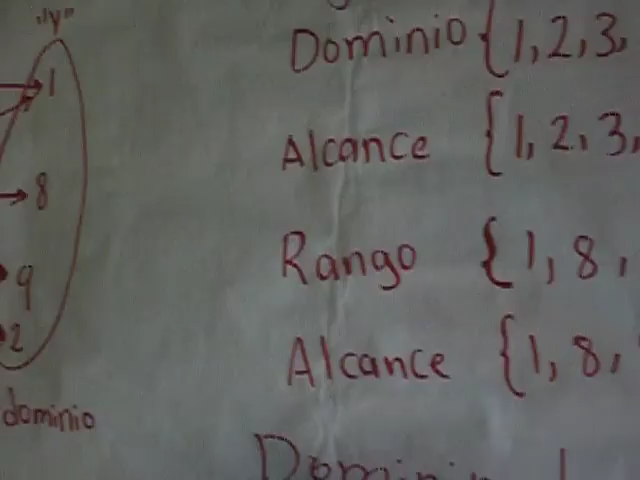 "y"
1
8
9
2
dominio
Dominio {1, 2, 3,
Alcance {1, 2, 3,
Rango {1, 8,
Alcance {1, 8,
Dominio